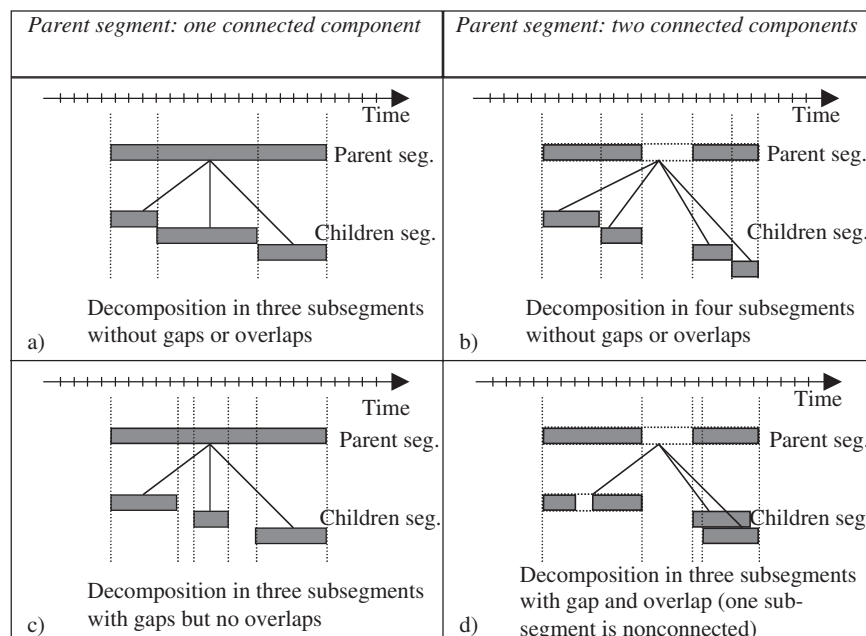 Parent segment: one connected component
Parent segment: two connected components
Time
Parent seg.
Children seg.
Decomposition in three subsegments
without gaps or overlaps
a)
Time
Parent seg.
Children seg.
Decomposition in four subsegments
without gaps or overlaps
b)
Time
Parent seg.
Children seg.
Decomposition in three subsegments
with gaps but no overlaps
c)
Time
Parent seg.
Children seg.
Decomposition in three subsegments
with gap and overlap (one sub-
segment is nonconnected)
d)